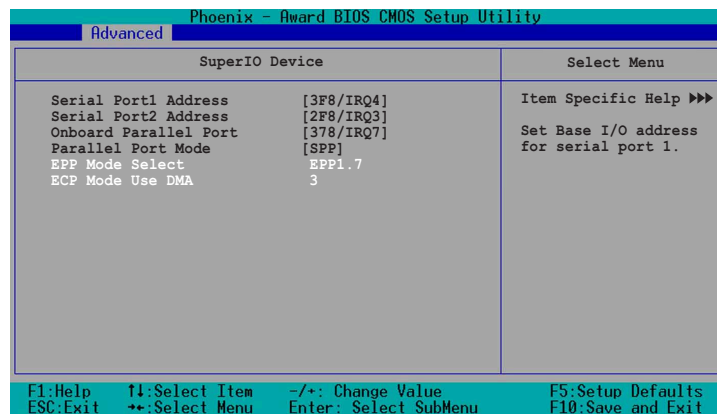 Phoenix - Award BIOS CMOS Setup Utility
Advanced
SuperIO Device
Select Menu
Serial Port1 Address [3F8/IRQ4]
Serial Port2 Address [2F8/IRQ3]
Onboard Parallel Port [378/IRQ7]
Parallel Port Mode [SPP]
EPP Mode Select EPP1.7
ECP Mode Use DMA 3
Item Specific Help ▶▶▶
Set Base I/O address
for serial port 1.
F1:Help ↑↓:Select Item -/+: Change Value F5:Setup Defaults
ESC:Exit →←:Select Menu Enter: Select SubMenu F10:Save and Exit